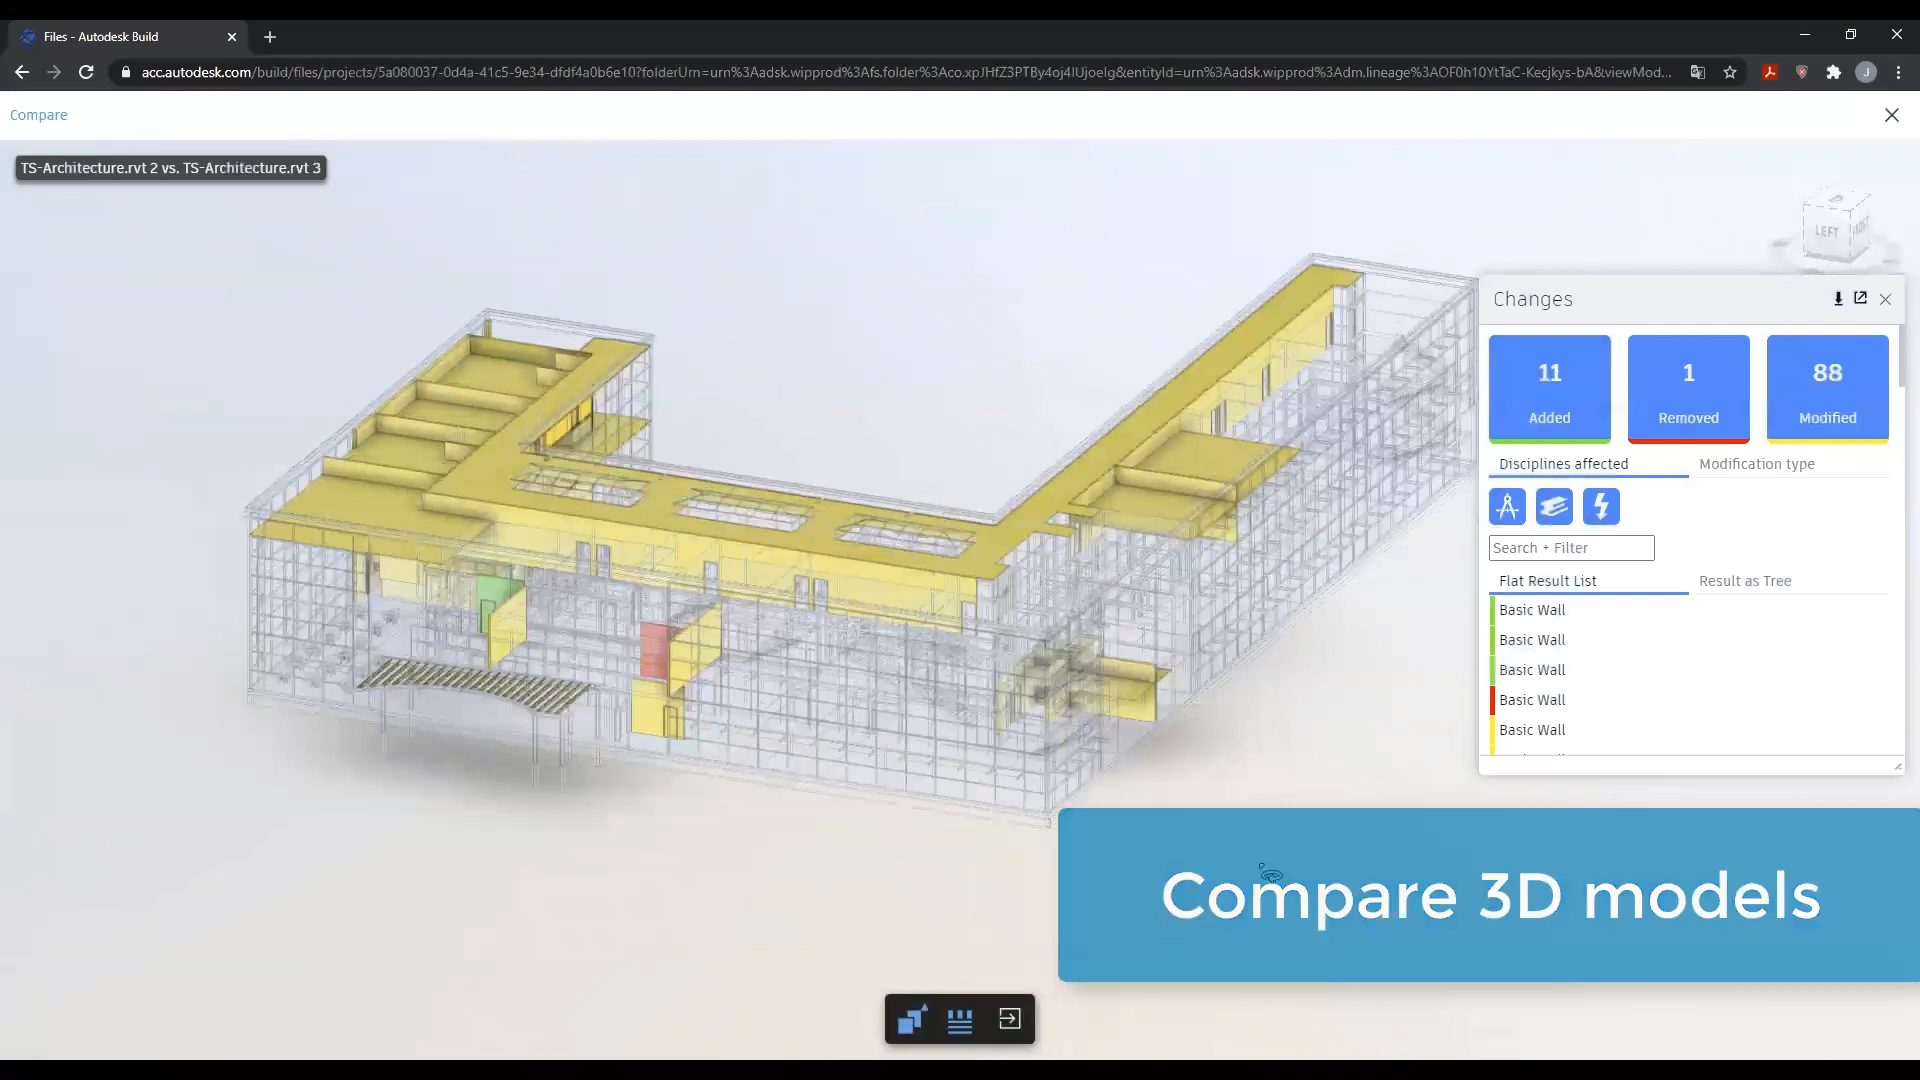 Files - Autodesk Build
acc.autodesk.com/build/files/projects/5a080037-0d4a-41c5-9e34-dfdf4a0b6e10?folderUrn=urn%3Aadsk.wipprod%3Afs.folder%3Aco.xpJHfZ3PTBy4oj4lUjoelg&entityId=urn%3Aadsk.wipprod%3Adm.lineage%3AOF0h10YtTaC-Kecjkys-bA&viewMod...
J
Compare
TS-Architecture.rvt 2 vs. TS-Architecture.rvt 3
LEFT
Changes
11 1 88
Added Removed Modified
Disciplines affected Modification type
Search + Filter
Flat Result List Result as Tree
Basic Wall
Basic Wall
Basic Wall
Basic Wall
Basic Wall
Compare 3D models